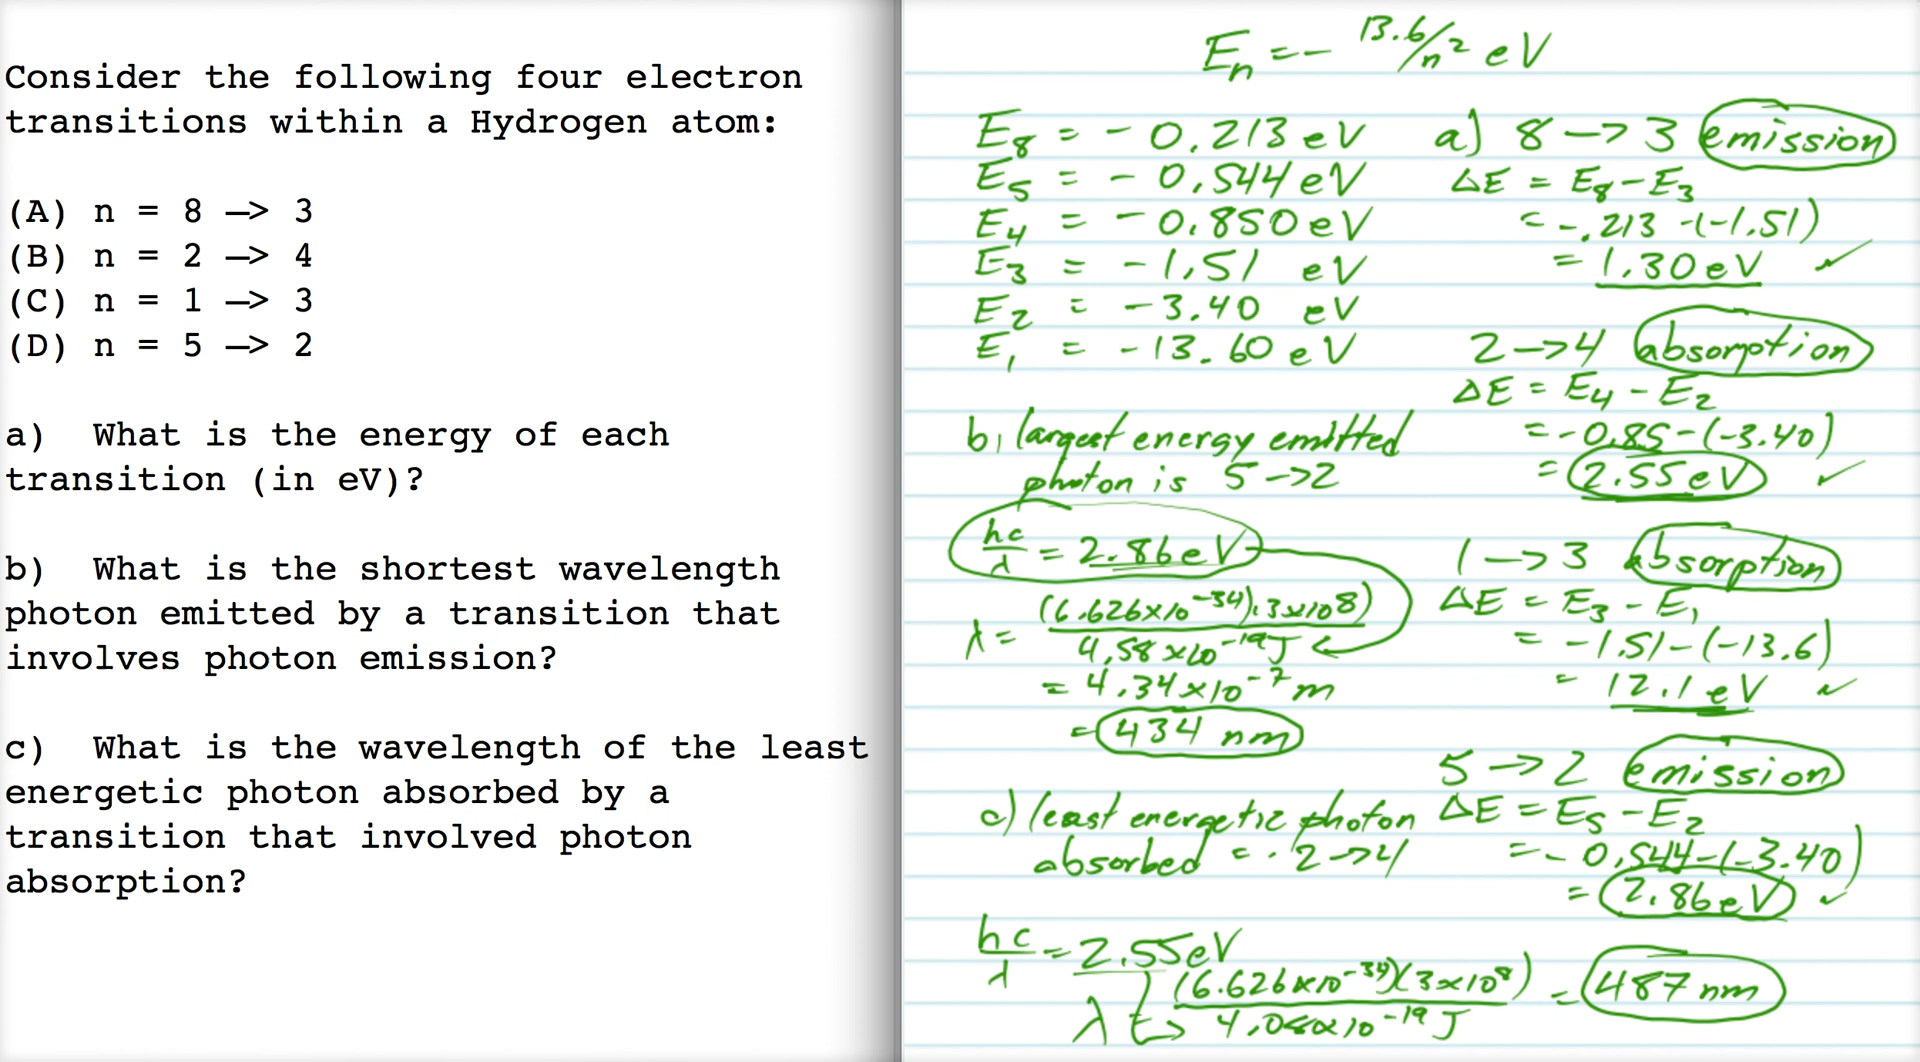 Consider the following four electron
transitions within a Hydrogen atom:
(A) n = 8 —> 3
(B) n = 2 —> 4
(C) n = 1 —> 3
(D) n = 5 —> 2
a) What is the energy of each
transition (in eV)?
b) What is the shortest wavelength
photon emitted by a transition that
involves photon emission?
c) What is the wavelength of the least
energetic photon absorbed by a
transition that involved photon
absorption?
En = - 13.6/n² eV
E8 = - 0.213 eV
E5 = - 0.544 eV
E4 = - 0.850 eV
E3 = - 1.51 eV
E2 = - 3.40 eV
E1 = - 13.60 eV
b) largest energy emitted
photon is 5 -> 2
hc/λ = 2.86 eV
λ = (6.626x10⁻³⁴).3x10⁸) / 4.58x10⁻¹⁹ J
= 4.34x10⁻⁷ m
= 434 nm
c) least energetic photon
absorbed = . 2 -> 4
hc/λ = 2.55 eV
λ (6.626x10⁻³⁴)(3x10⁸) / 4.08x10⁻¹⁹ J = 487 nm
a) 8 -> 3 emission
ΔE = E8 - E3
= -.213 -(-1.51)
= 1.30 eV ✓
2 -> 4 absorption
ΔE = E4 - E2
= -0.85 - (-3.40)
= 2.55 eV ✓
1 -> 3 absorption
ΔE = E3 - E1
= -1.51 - (-13.6)
= 12.1 eV ✓
5 -> 2 emission
ΔE = E5 - E2
= - 0.544 - (-3.40)
= 2.86 eV ✓